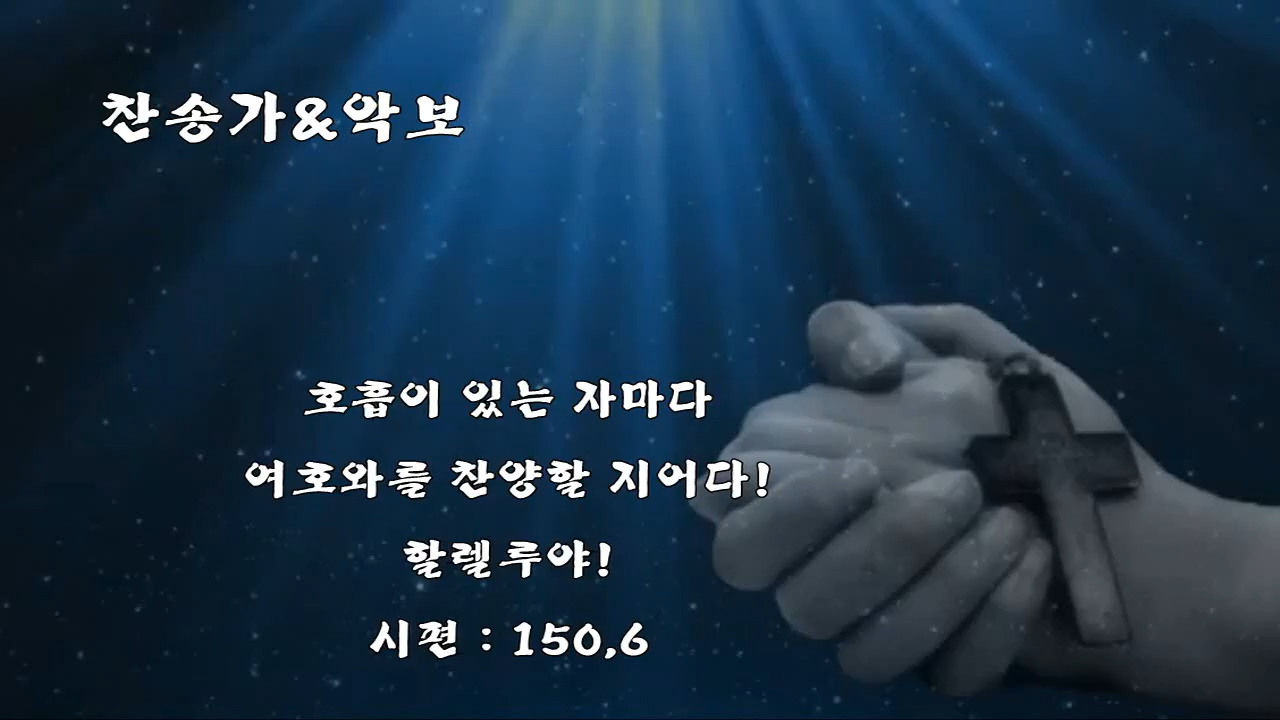 찬송가&악보
호흡이 있는 자마다
여호와를 찬양할 지어다!
할렐루야!
시편 : 150,6